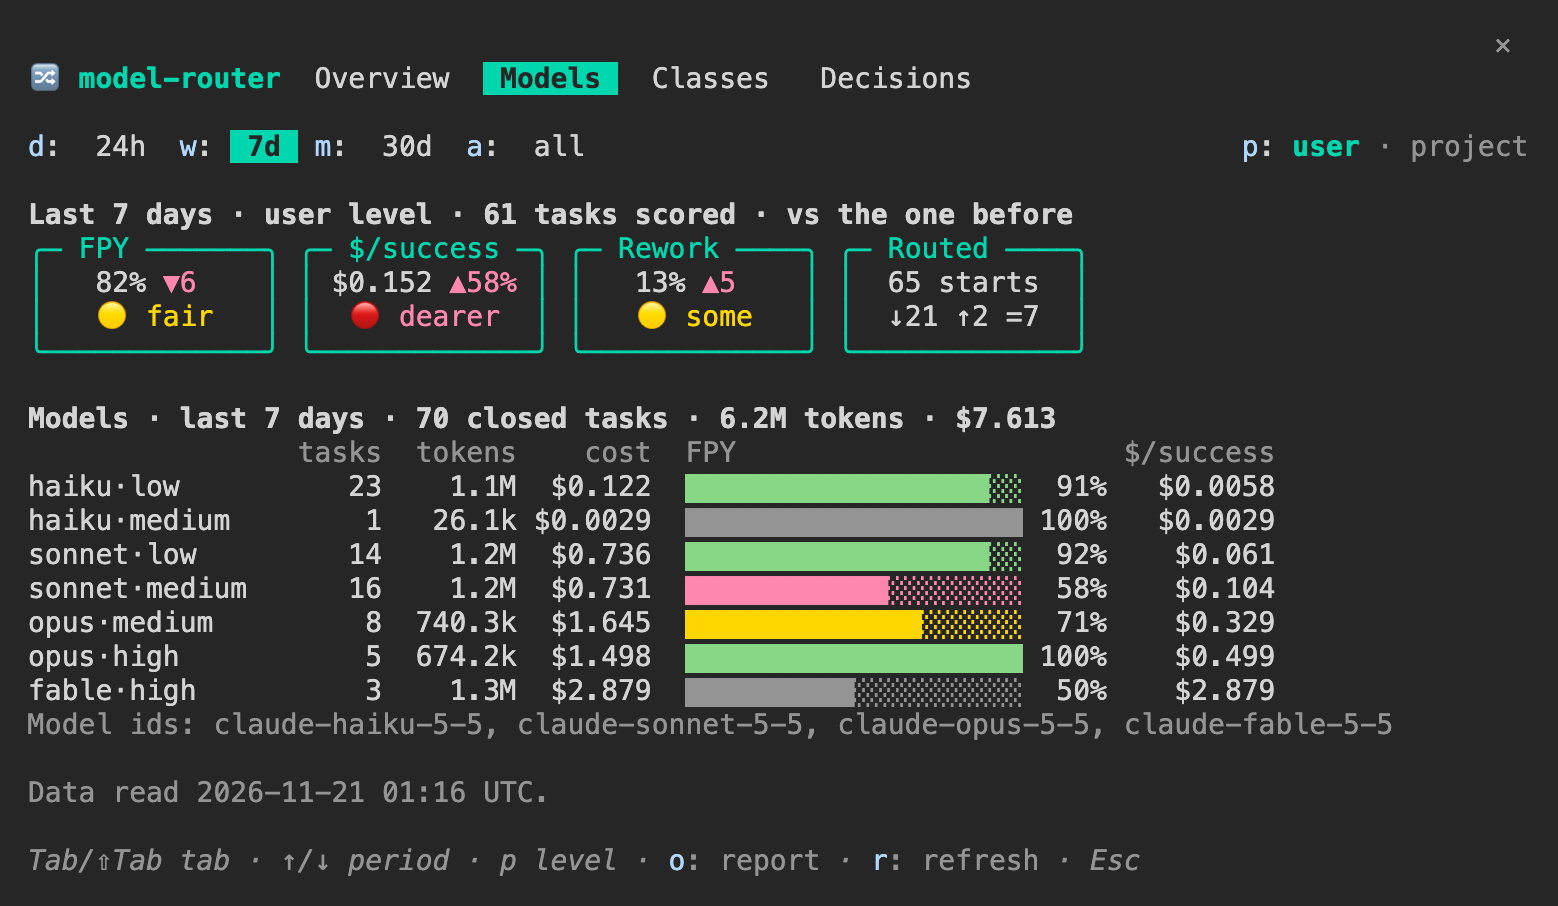 ×
model-router Overview Models Classes Decisions
d: 24h w: 7d m: 30d a: all p: user · project
Last 7 days · user level · 61 tasks scored · vs the one before
FPY $/success Rework Routed
82% ▼6 $0.152 ▲58% 13% ▲5 65 starts
fair dearer some ↓21 ↑2 =7
Models · last 7 days · 70 closed tasks · 6.2M tokens · $7.613
tasks tokens cost FPY $/success
haiku·low 23 1.1M $0.122 91% $0.0058
haiku·medium 1 26.1k $0.0029 100% $0.0029
sonnet·low 14 1.2M $0.736 92% $0.061
sonnet·medium 16 1.2M $0.731 58% $0.104
opus·medium 8 740.3k $1.645 71% $0.329
opus·high 5 674.2k $1.498 100% $0.499
fable·high 3 1.3M $2.879 50% $2.879
Model ids: claude-haiku-5-5, claude-sonnet-5-5, claude-opus-5-5, claude-fable-5-5
Data read 2026-11-21 01:16 UTC.
Tab/⇧Tab tab · ↑/↓ period · p level · o: report · r: refresh · Esc